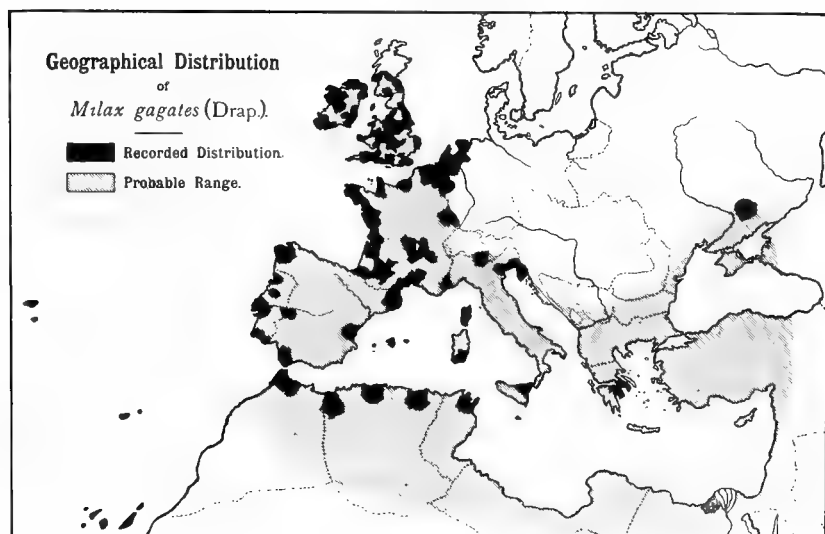 Geographical Distribution
of
Milax gagates (Drap.).
Recorded Distribution.
Probable Range.